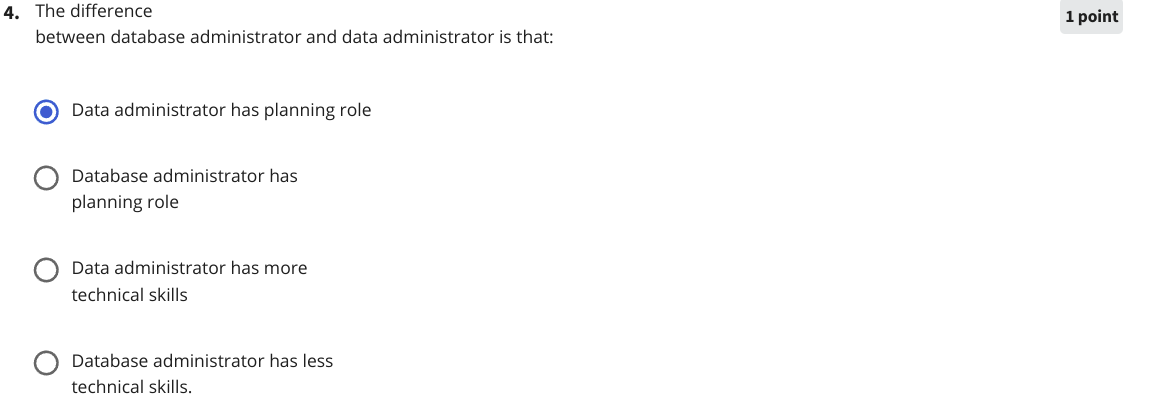 4. The difference
1 point
between database administrator and data administrator is that:
Data administrator has planning role
Database administrator has
planning role
Data administrator has more
technical skills
Database administrator has less
technical skills.